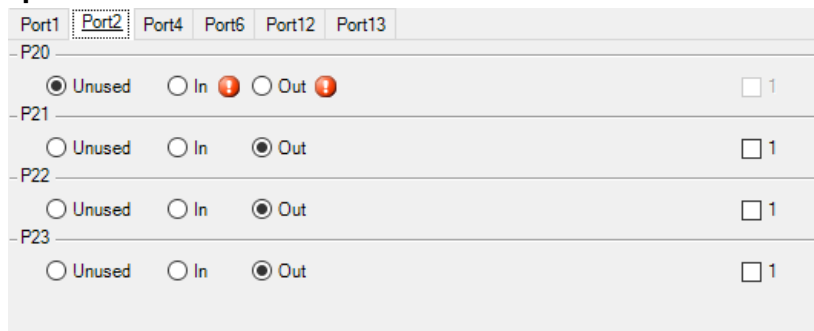 Port1 Port2 Port4 Port6 Port12 Port13
P20
Unused In Out 1
P21
Unused In Out 1
P22
Unused In Out 1
P23
Unused In Out 1